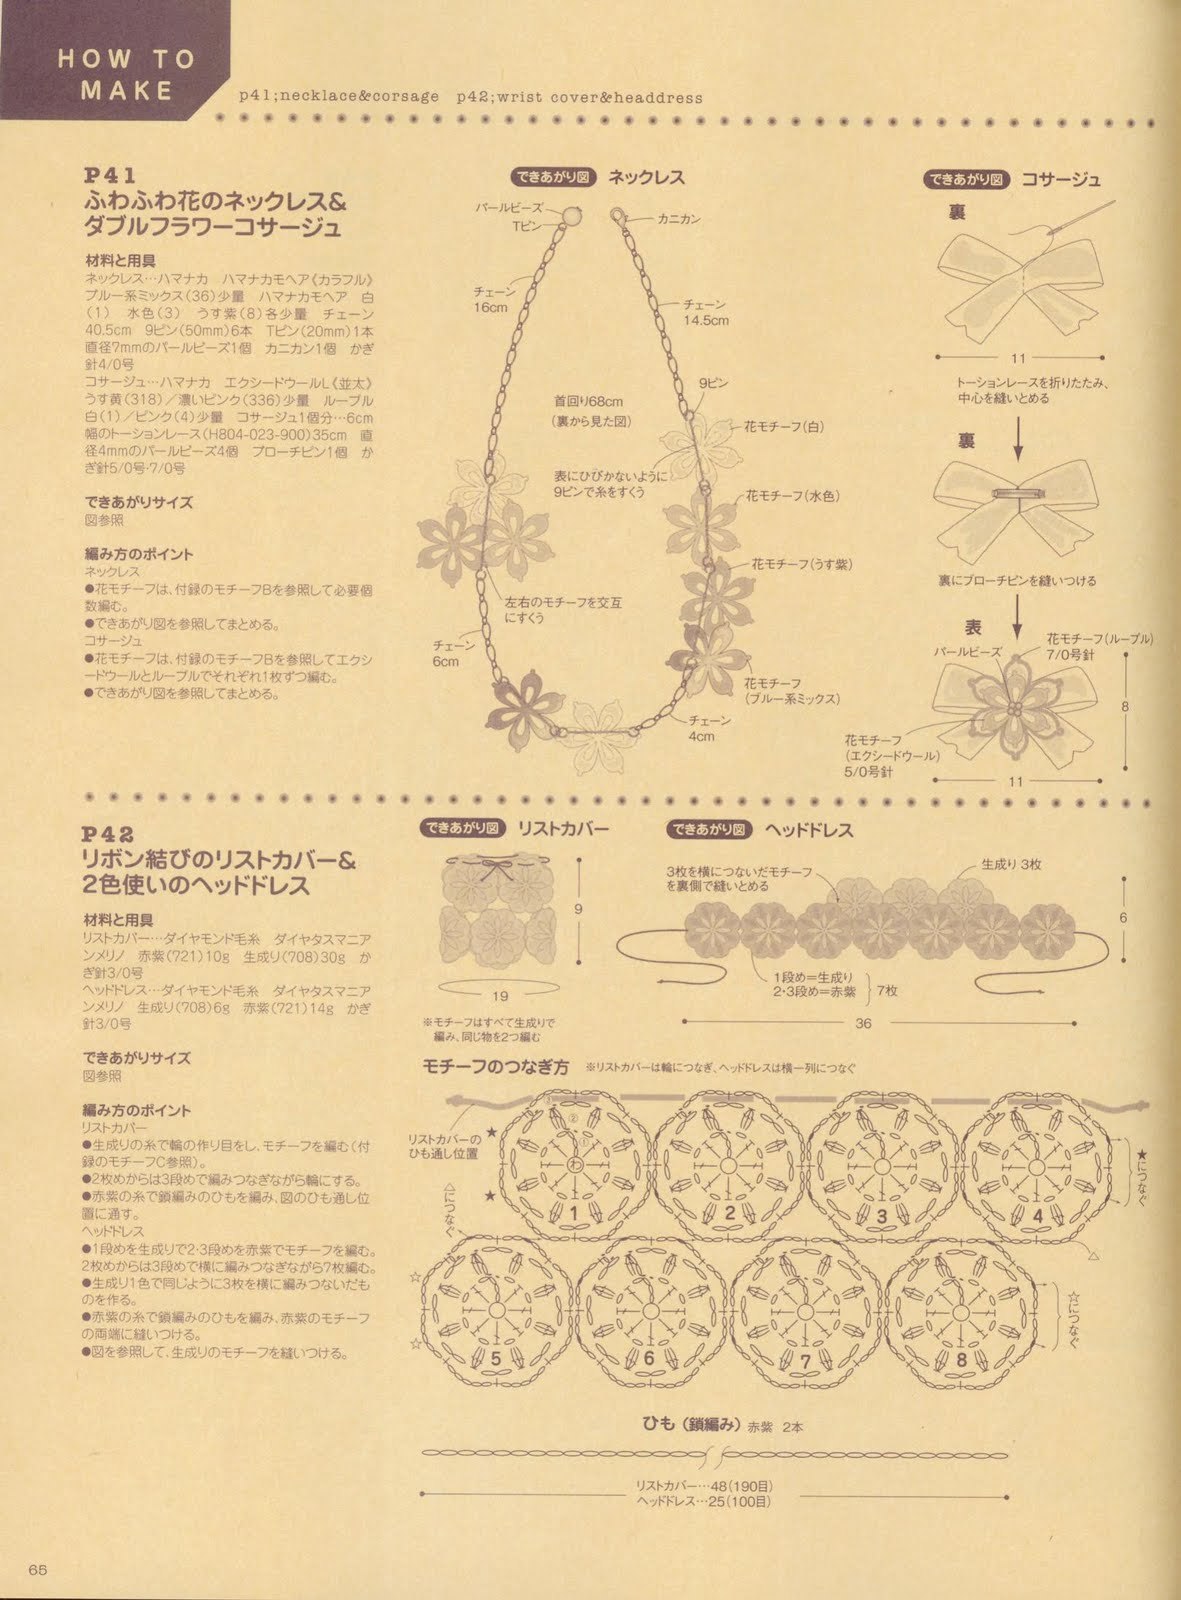 HOW TO
MAKE
p41;necklace&corsage p42;wrist cover&headdress
P41
ふわふわ花のネックレス&
ダブルフラワーコサージュ
材料と用具
ネックレス…ハマナカ ハマナカモヘア《カラフル》
ブルー系ミックス(36)少量 ハマナカモヘア 白
(1) 水色(3) うす紫(8)各少量 チェーン
40.5cm 9ピン(50mm)6本 Tピン(20mm)1本
直径7mmのパールビーズ1個 カニカン1個 かぎ
針4/0号
コサージュ…ハマナカ エクシードウールL《並太》
うす黄(318)/濃いピンク(336)少量 ルーブル
白(1)/ピンク(4)少量 コサージュ1個分…6cm
幅のトーションレース(H804-023-900)35cm 直
径4mmのパールビーズ4個 ブローチピン1個 か
ぎ針5/0号・7/0号
できあがりサイズ
図参照
編み方のポイント
ネックレス
●花モチーフは、付録のモチーフBを参照して必要個
数編む。
●できあがり図を参照してまとめる。
コサージュ
●花モチーフは、付録のモチーフBを参照してエクシ
ードウールとルーブルでそれぞれ1枚ずつ編む。
●できあがり図を参照してまとめる。
できあがり図 ネックレス
パールビーズ
Tピン
カニカン
チェーン
16cm
チェーン
14.5cm
9ピン
首回り68cm
(裏から見た図)
花モチーフ(白)
表にひびかないように
9ピンで糸をすくう
花モチーフ(水色)
花モチーフ(うす紫)
左右のモチーフを交互
にすくう
チェーン
6cm
花モチーフ
(ブルー系ミックス)
チェーン
4cm
できあがり図 コサージュ
裏
11
トーションレースを折りたたみ、
中心を縫いとめる
裏
裏にブローチピンを縫いつける
表
花モチーフ(ルーブル)
7/0号針
パールビーズ
8
花モチーフ
(エクシードウール)
5/0号針
11
P42
リボン結びのリストカバー&
2色使いのヘッドドレス
材料と用具
リストカバー…ダイヤモンド毛糸 ダイヤタスマニア
ンメリノ 赤紫(721)10g 生成り(708)30g か
ぎ針3/0号
ヘッドドレス…ダイヤモンド毛糸 ダイヤタスマニア
ンメリノ 生成り(708)6g 赤紫(721)14g かぎ
針3/0号
できあがりサイズ
図参照
編み方のポイント
リストカバー
●生成りの糸で輪の作り目をし、モチーフを編む(付
録のモチーフC参照)。
●2枚めからは3段めで編みつなぎながら輪にする。
●赤紫の糸で鎖編みのひもを編み、図のひも通し位
置に通す。
ヘッドドレス
●1段めを生成りで2・3段めを赤紫でモチーフを編む。
2枚めからは3段めで横に編みつなぎながら7枚編む。
●生成り1色で同じように3枚を横に編みつないだも
のを作る。
●赤紫の糸で鎖編みのひもを編み、赤紫のモチーフ
の両端に縫いつける。
●図を参照して、生成りのモチーフを縫いつける。
できあがり図 リストカバー
9
19
※モチーフはすべて生成りで
編み、同じ物を2つ編む
できあがり図 ヘッドドレス
3枚を横につないだモチーフ
を裏側で縫いとめる
生成り 3枚
6
1段め=生成り
2・3段め=赤紫
7枚
36
モチーフのつなぎ方 ※リストカバーは輪につなぎ、ヘッドドレスは横一列につなぐ
リストカバーの
ひも通し位置
★
★
③
②
①
1
2
3
4
★につなぐ
△につなぐ
△
☆
☆
5
6
7
8
☆につなぐ
ひも(鎖編み) 赤紫 2本
リストカバー…48(190目)
ヘッドドレス…25(100目)
65